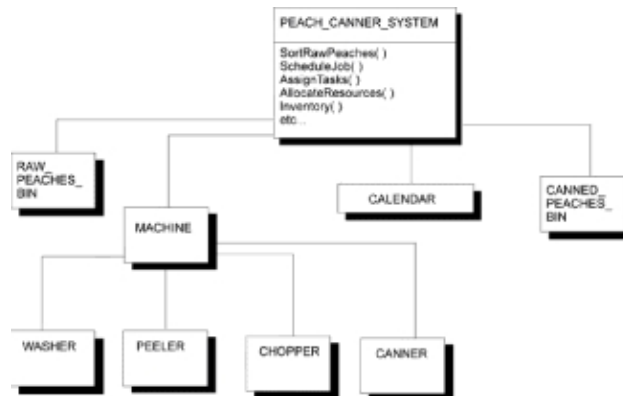 PEACH_CANNER_SYSTEM
SortRawPeaches( )
ScheduleJob( )
AssignTasks( )
AllocateResources( )
Inventory( )
etc...
RAW_
PEACHES_
BIN
CALENDAR
CANNED_
PEACHES_
BIN
MACHINE
WASHER
PEELER
CHOPPER
CANNER